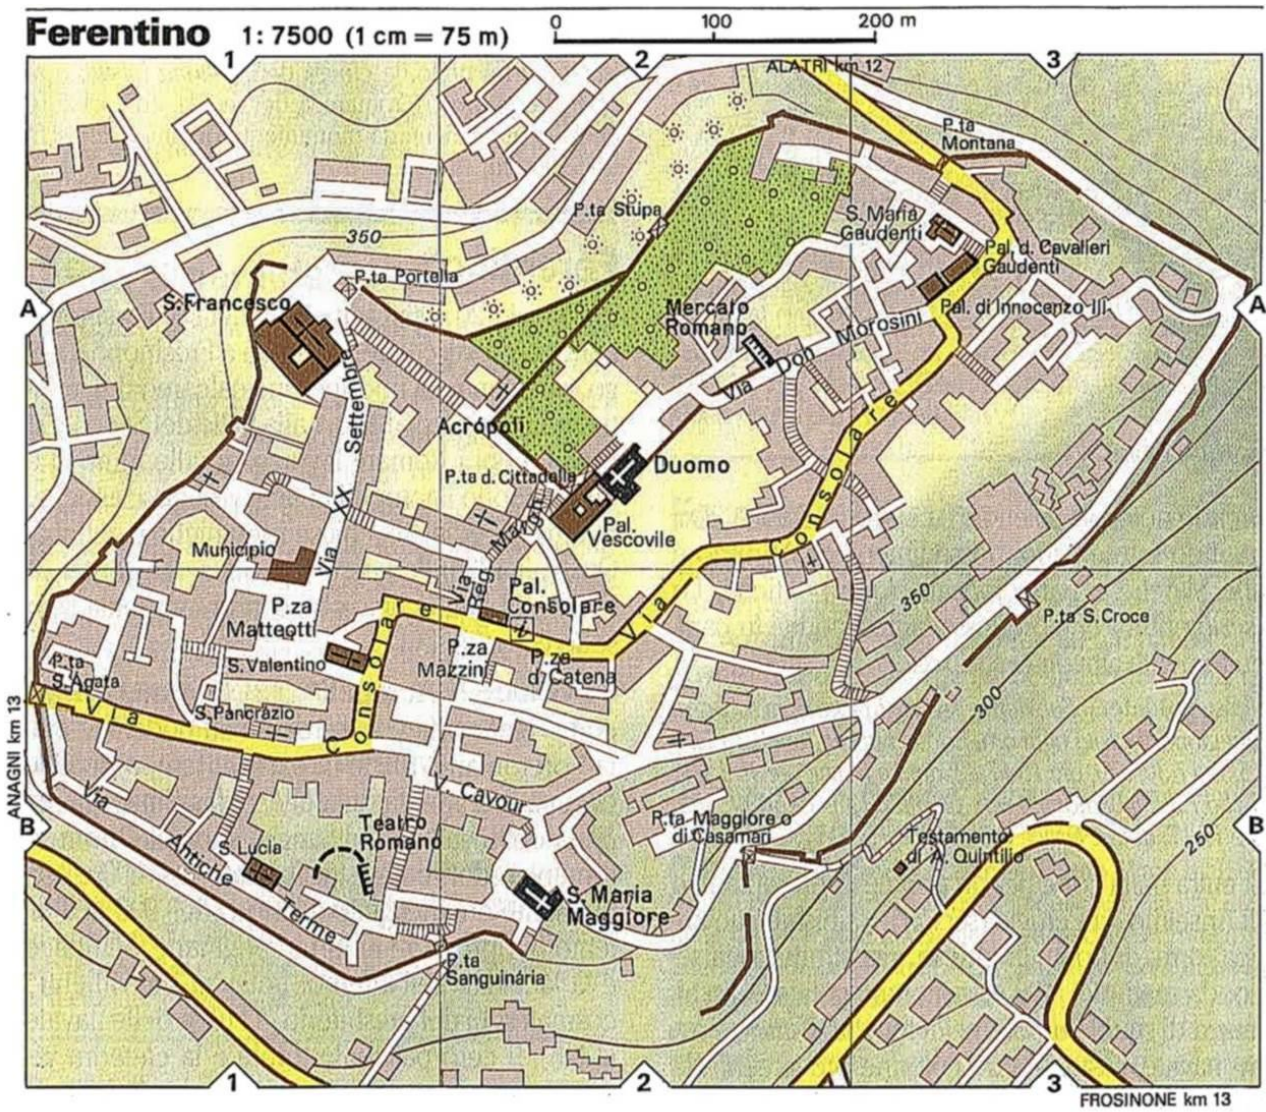 Ferentino 1: 7500 (1 cm = 75 m)
0 100 200 m
1 2 3
ALATRI km 12
P.ta
Montana
P.ta Stupa
S. Maria
Gaudenti
350
Pal. d. Cavalieri
Gaudenti
P.ta Portella
A
S. Francesco
Mercato
Romano
Pal. di Innocenzo III
A
Via Don Morosini
Via XX Settembre
Acropoli
Via Consolare
Duomo
P.ta d. Cittadella
Pal.
Vescovile
Via Reg. Margh.
Municipio
Pal.
Consolare
350
P.za
Matteotti
P.ta S. Croce
P.za
Mazzini
P.za
d. Catena
S. Valentino
P.ta
S. Agata
300
ANAGNI km 13
S. Pancrazio
Via Consolare
V. Cavour
B
Via Antiche Terme
Teatro
Romano
P.ta Maggiore o
di Casamari
Testamento
di A. Quintilio
250
B
S. Lucia
S. Maria
Maggiore
P.ta
Sanguinária
1 2 3
FROSINONE km 13